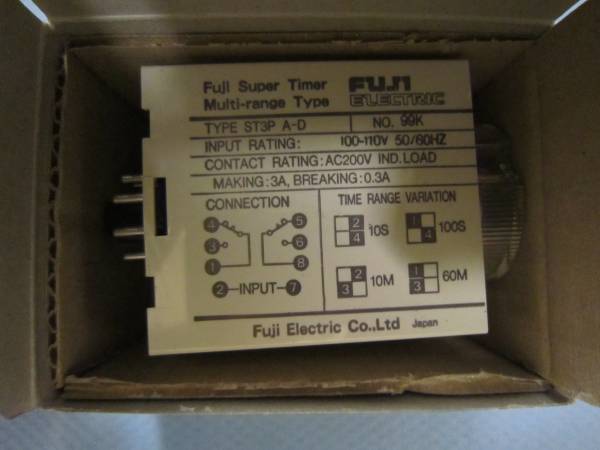 Fuji Super Timer
Multi-range Type
FUJI
ELECTRIC
TYPE ST3P A-D
NO. 99K
INPUT RATING: 100-110V 50/60HZ
CONTACT RATING: AC200V IND.LOAD
MAKING: 3A, BREAKING: 0.3A
CONNECTION
4 5
3 6
1 8
2 INPUT 7
TIME RANGE VARIATION
2 4 10S
1 4 100S
2 3 10M
1 3 60M
Fuji Electric Co.,Ltd Japan